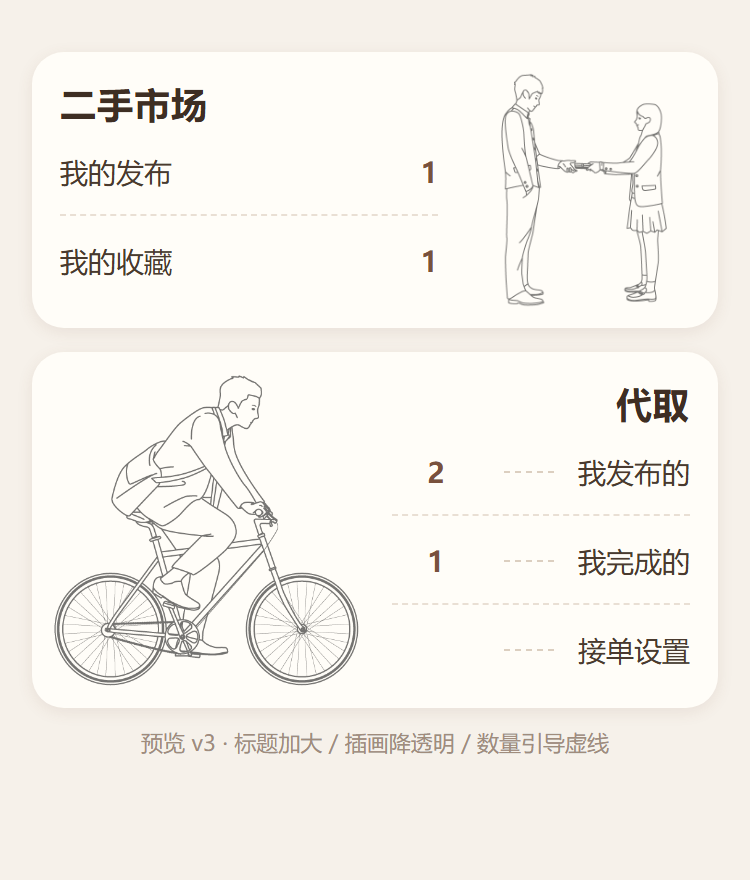 二手市场
我的发布 1
我的收藏 1
代取
2 我发布的
1 我完成的
接单设置
预览 v3 · 标题加大 / 插画降透明 / 数量引导虚线